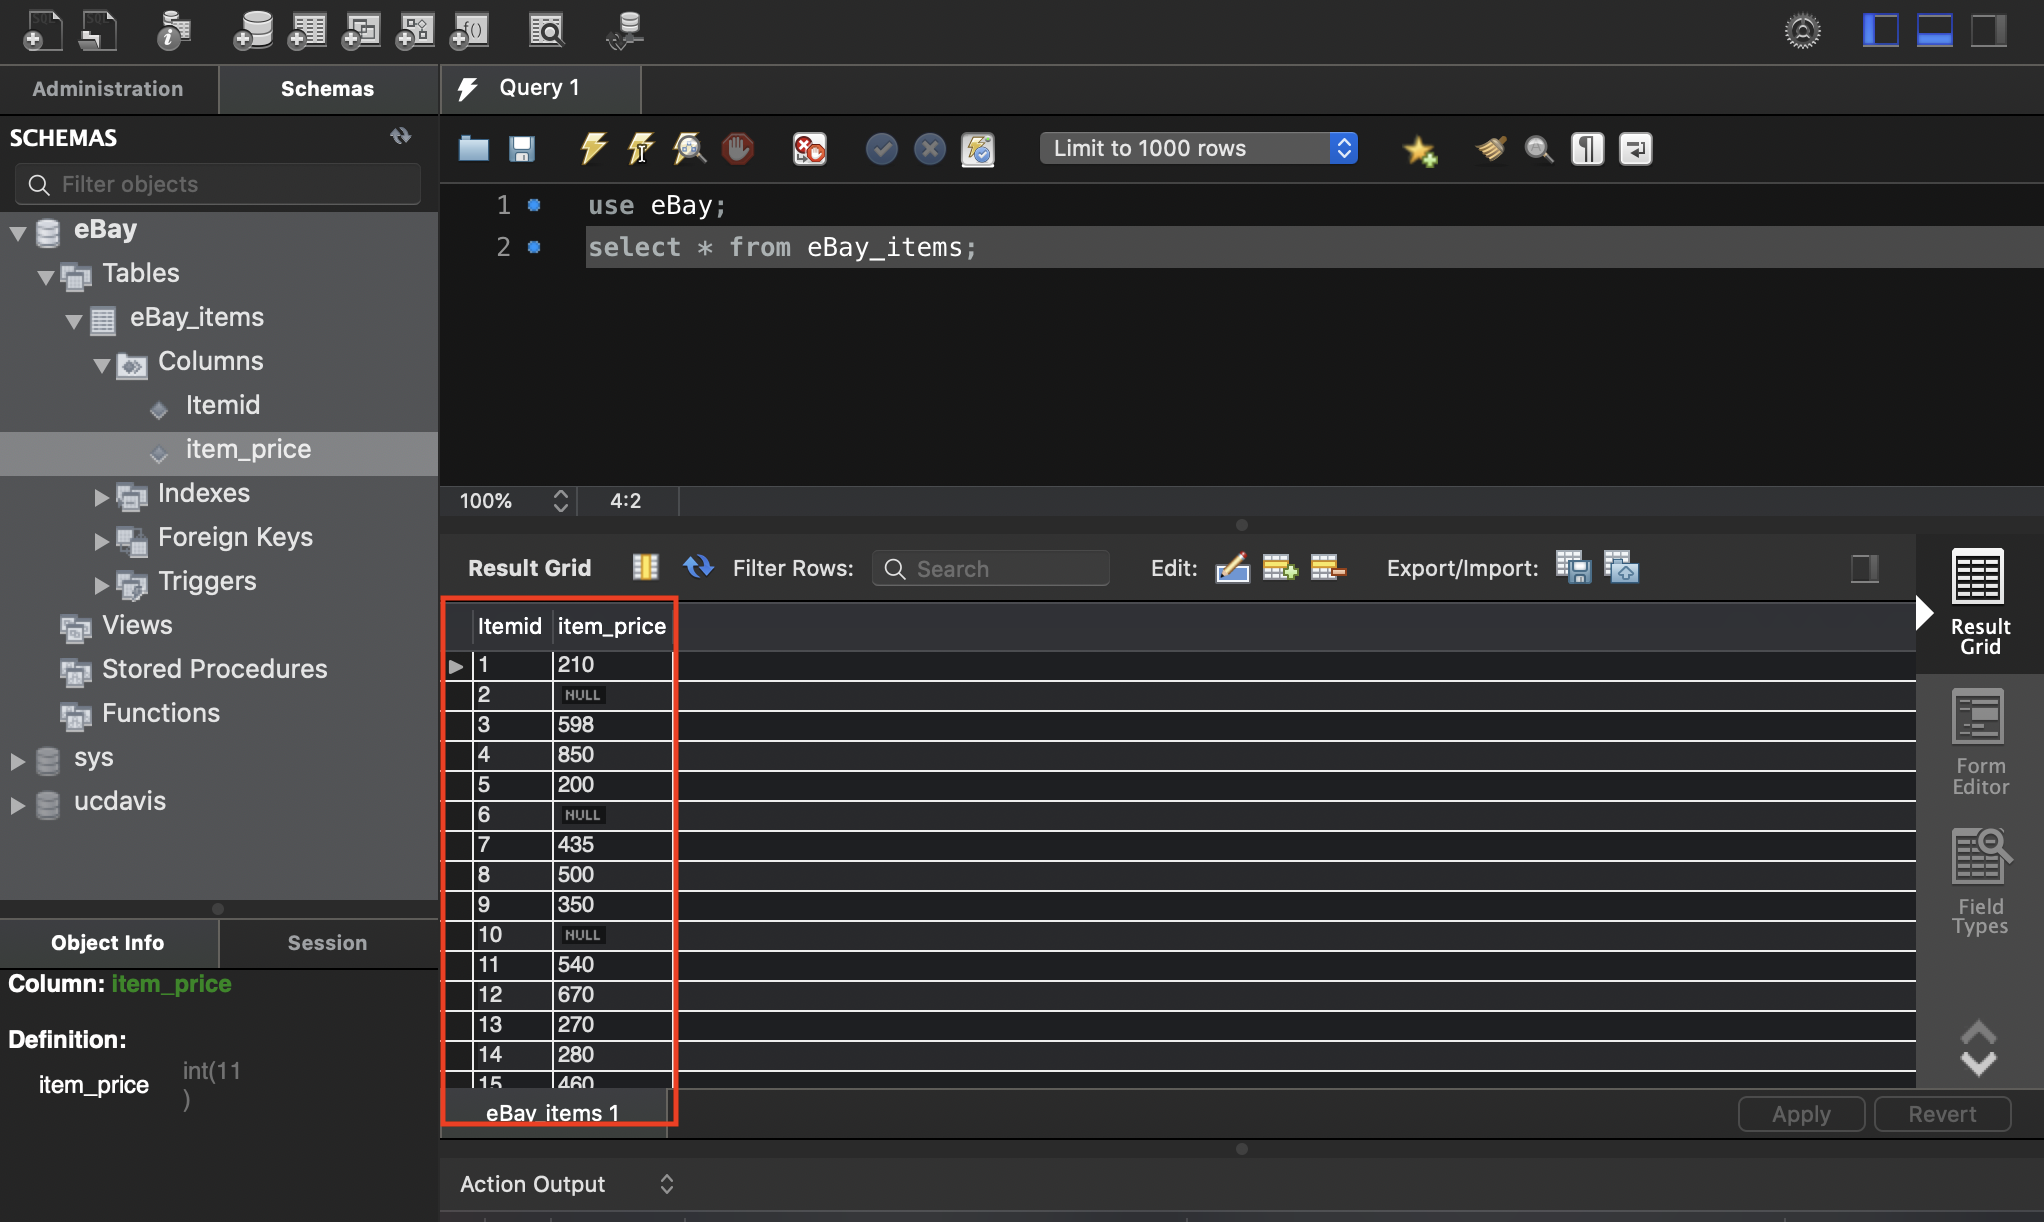 Administration
Schemas
Query 1
SCHEMAS
Filter objects
Limit to 1000 rows
1 use eBay;
2 select * from eBay_items;
eBay
Tables
eBay_items
Columns
Itemid
item_price
Indexes
Foreign Keys
Triggers
Views
Stored Procedures
Functions
sys
ucdavis
100% 4:2
Result Grid Filter Rows: Search Edit: Export/Import:
Itemid item_price
1 210
2 NULL
3 598
4 850
5 200
6 NULL
7 435
8 500
9 350
10 NULL
11 540
12 670
13 270
14 280
15 460
Result
Grid
Form
Editor
Field
Types
Object Info Session
Column: item_price
Definition:
item_price int(11
)
eBay_items 1
Apply Revert
Action Output